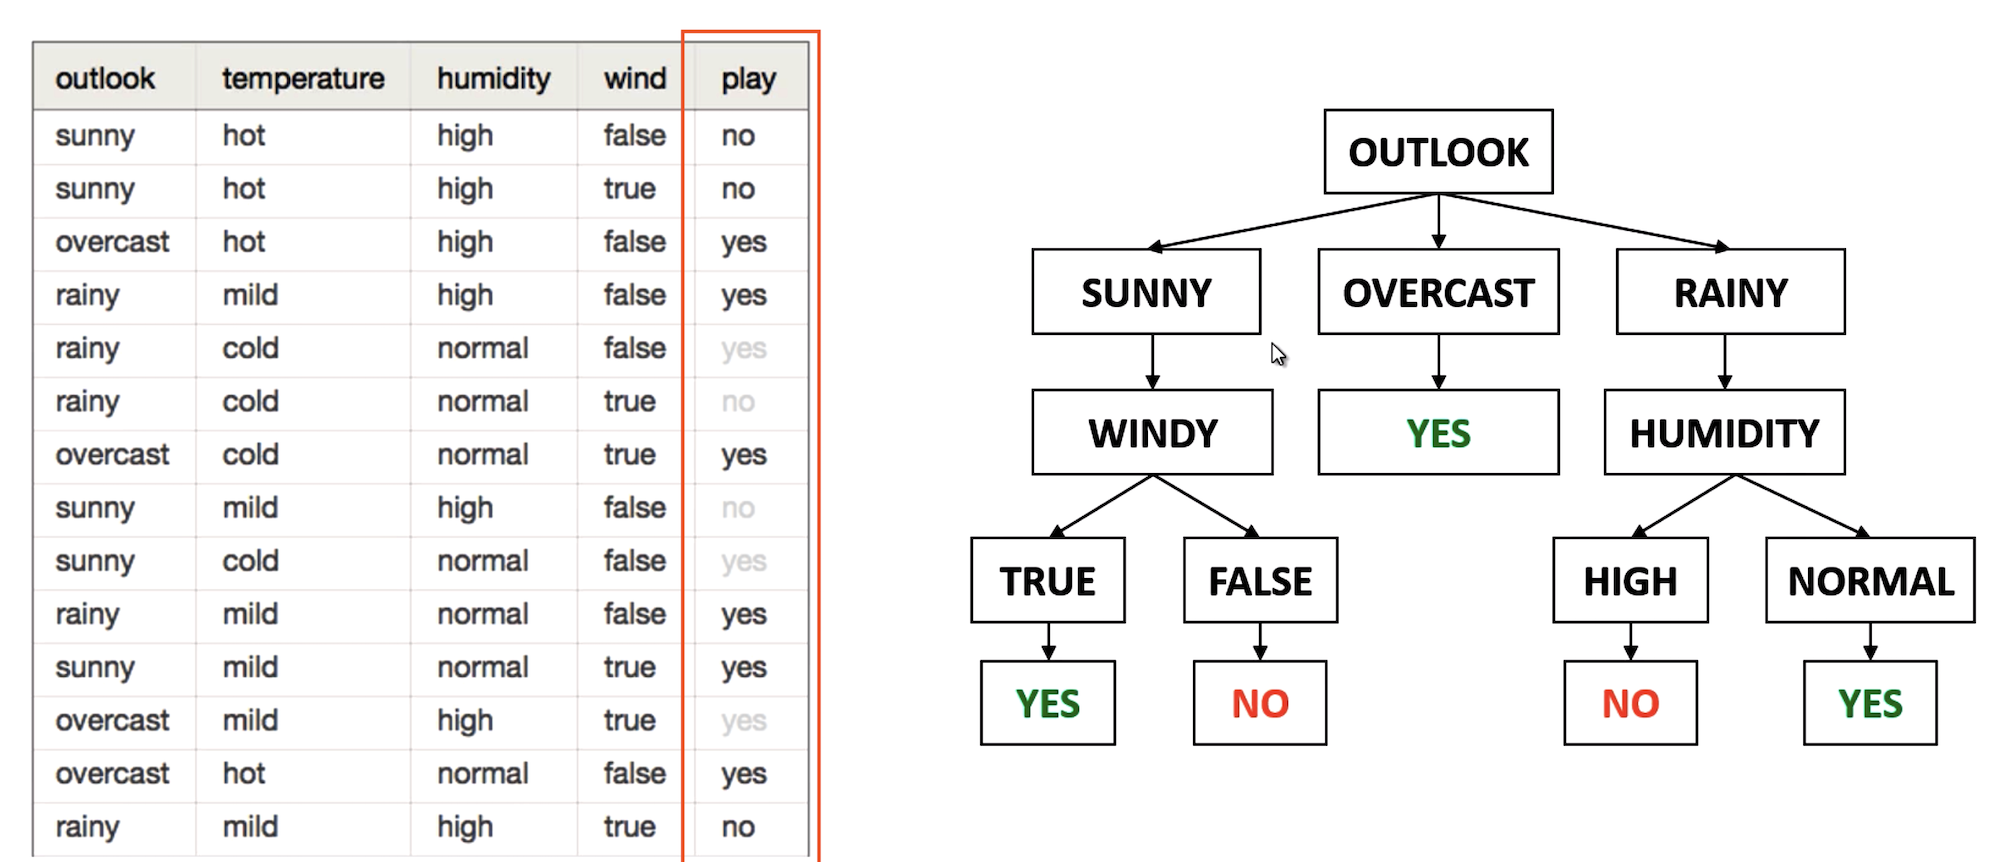 outlook temperature humidity wind play
sunny hot high false no
sunny hot high true no
overcast hot high false yes
rainy mild high false yes
rainy cold normal false yes
rainy cold normal true no
overcast cold normal true yes
sunny mild high false no
sunny cold normal false yes
rainy mild normal false yes
sunny mild normal true yes
overcast mild high true yes
overcast hot normal false yes
rainy mild high true no
OUTLOOK
SUNNY OVERCAST RAINY
WINDY YES HUMIDITY
TRUE FALSE HIGH NORMAL
YES NO NO YES